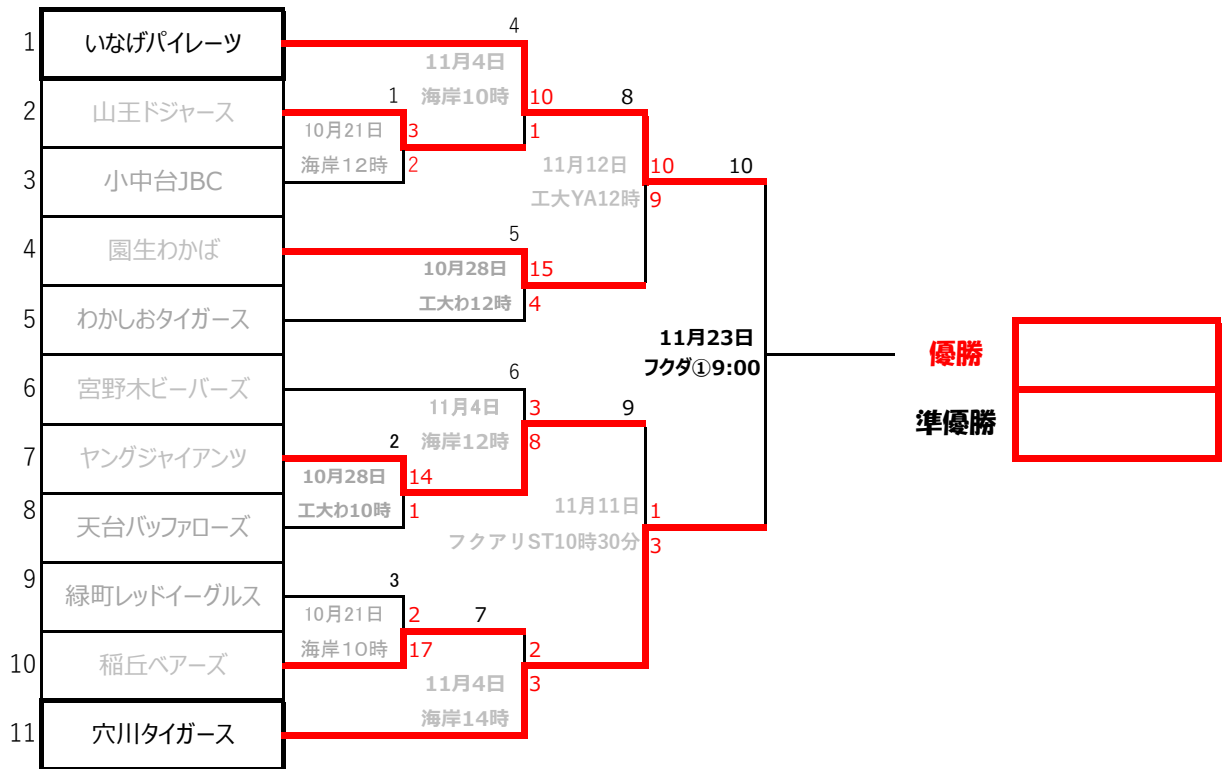 4
1 いなげパイレーツ
11月4日
1 海岸10時 10 8
2 山王ドジャース
10月21日 3 1
海岸12時 2 11月12日 10 10
3 小中台JBC
工大YA12時 9
5
4 園生わかば
10月28日 15
工大わ12時 4
5 わかしおタイガース
11月23日
フクダ①9:00
優勝
6
6 宮野木ビーバーズ
11月4日 3 9
準優勝
2 海岸12時 8
7 ヤングジャイアンツ
10月28日 14
工大わ10時 1
8 天台バッファローズ
11月11日 1
フクアリST10時30分 3
3
9 緑町レッドイーグルス
10月21日 2 7
海岸10時 17 2
10 稲丘ベアーズ
11月4日 3
海岸14時
11 穴川タイガース